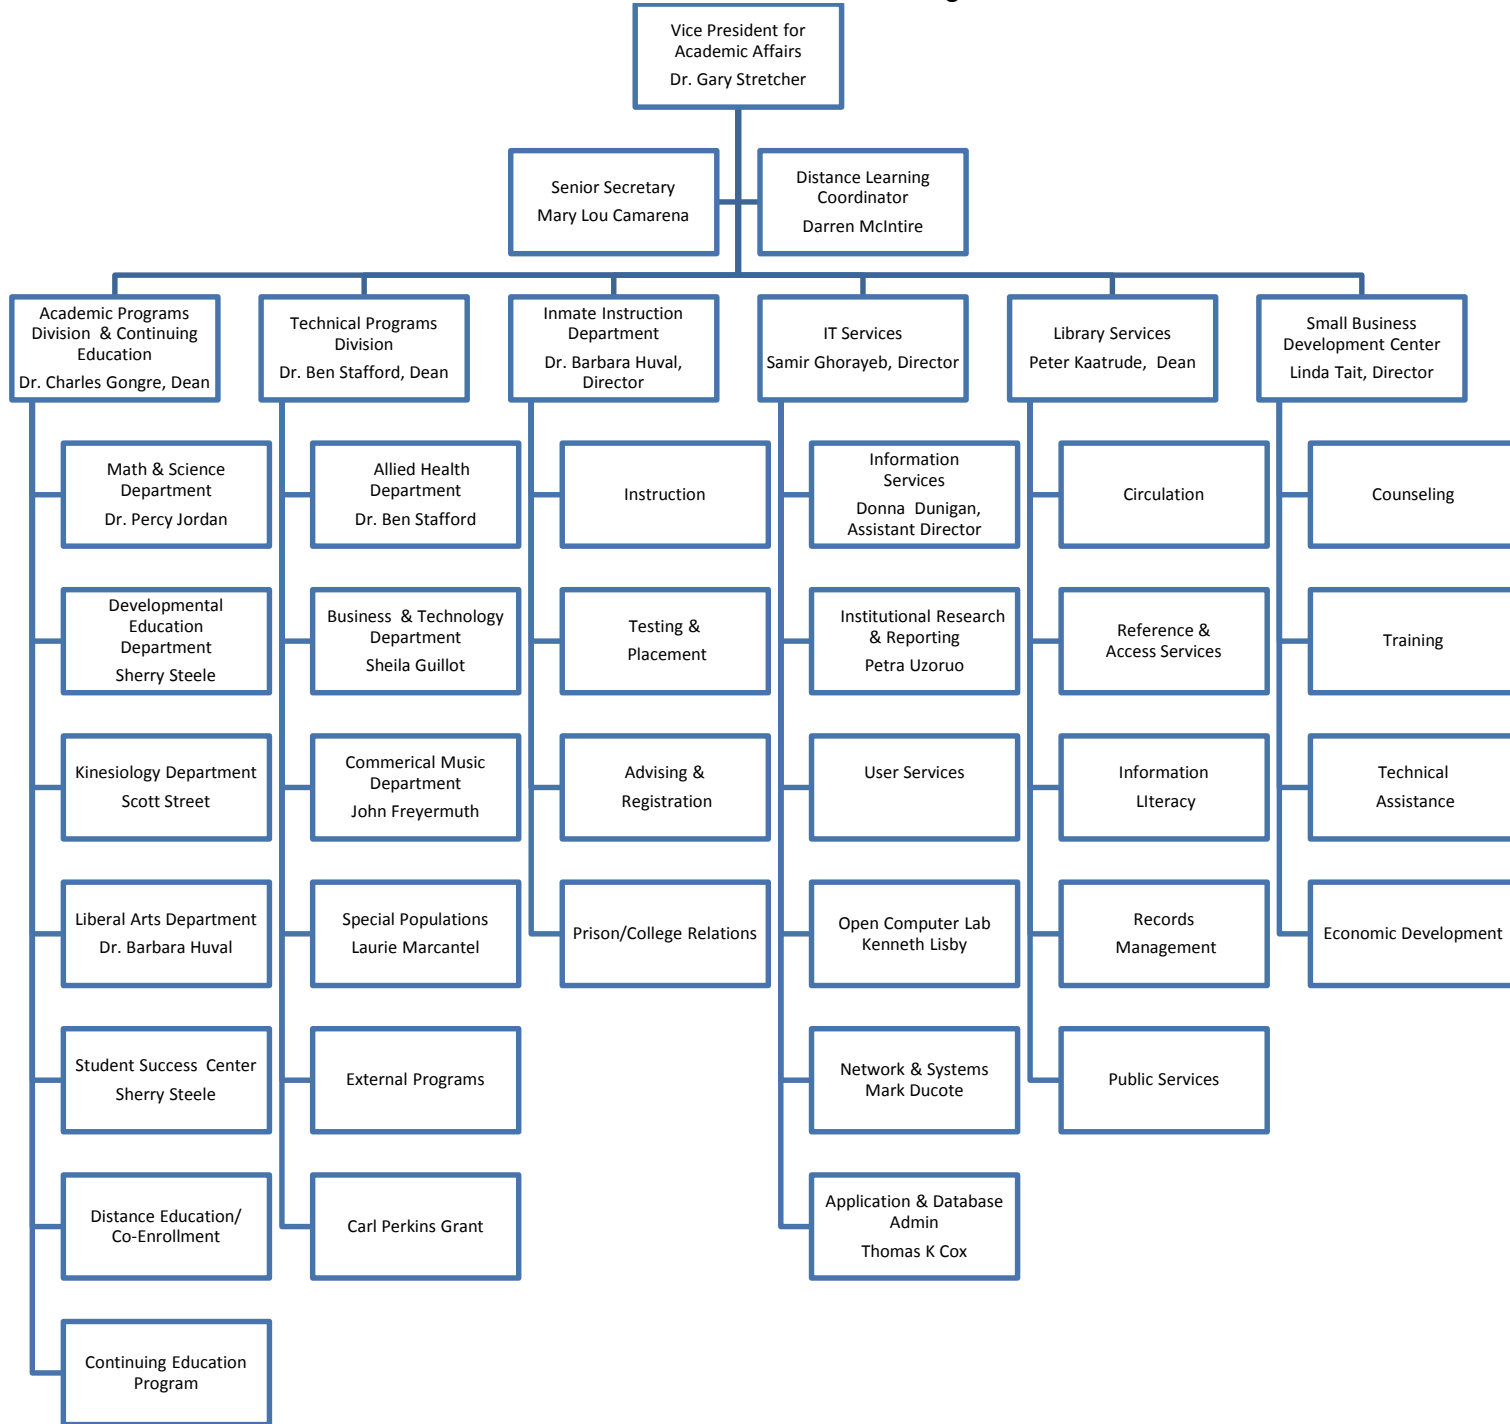 Vice President for
Academic Affairs
Dr. Gary Stretcher
Senior Secretary
Mary Lou Camarena
Distance Learning
Coordinator
Darren McIntire
Academic Programs
Division & Continuing
Education
Dr. Charles Gongre, Dean
Math & Science
Department
Dr. Percy Jordan
Developmental
Education
Department
Sherry Steele
Kinesiology Department
Scott Street
Liberal Arts Department
Dr. Barbara Huval
Student Success Center
Sherry Steele
Distance Education/
Co-Enrollment
Continuing Education
Program
Technical Programs
Division
Dr. Ben Stafford, Dean
Allied Health
Department
Dr. Ben Stafford
Business & Technology
Department
Sheila Guillot
Commerical Music
Department
John Freyermuth
Special Populations
Laurie Marcantel
External Programs
Carl Perkins Grant
Inmate Instruction
Department
Dr. Barbara Huval,
Director
Instruction
Testing &
Placement
Advising &
Registration
Prison/College Relations
IT Services
Samir Ghorayeb, Director
Information
Services
Donna Dunigan,
Assistant Director
Institutional Research
& Reporting
Petra Uzoruo
User Services
Open Computer Lab
Kenneth Lisby
Network & Systems
Mark Ducote
Application & Database
Admin
Thomas K Cox
Library Services
Peter Kaatrude, Dean
Circulation
Reference &
Access Services
Information
LIteracy
Records
Management
Public Services
Small Business
Development Center
Linda Tait, Director
Counseling
Training
Technical
Assistance
Economic Development